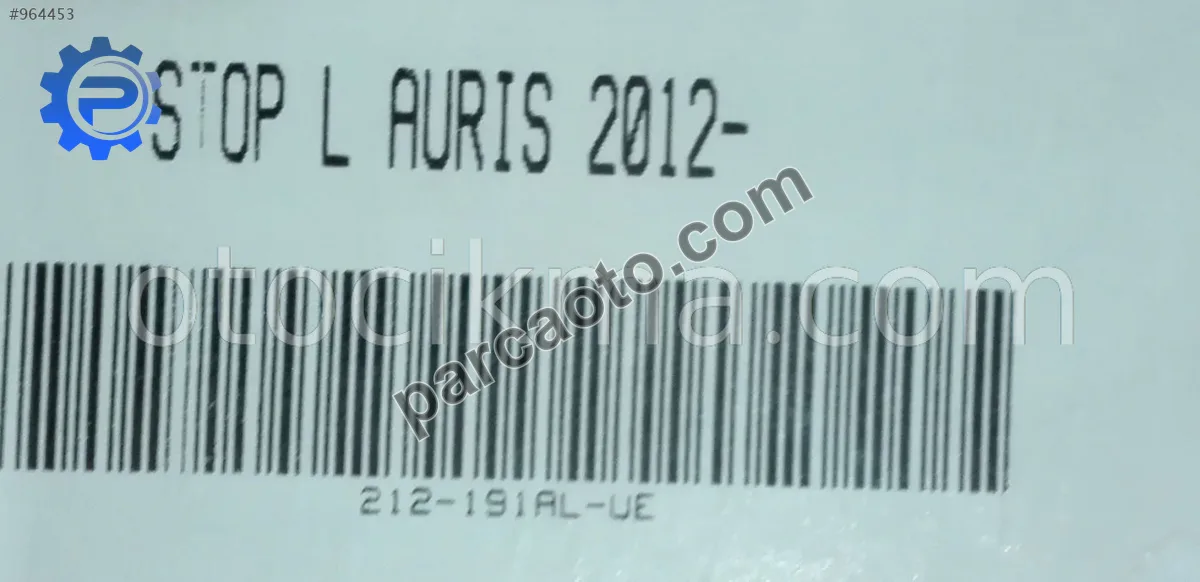 #964453
STOP L AURIS 2012-
parcaoto.com
otocikma.com
212-191AL-UE